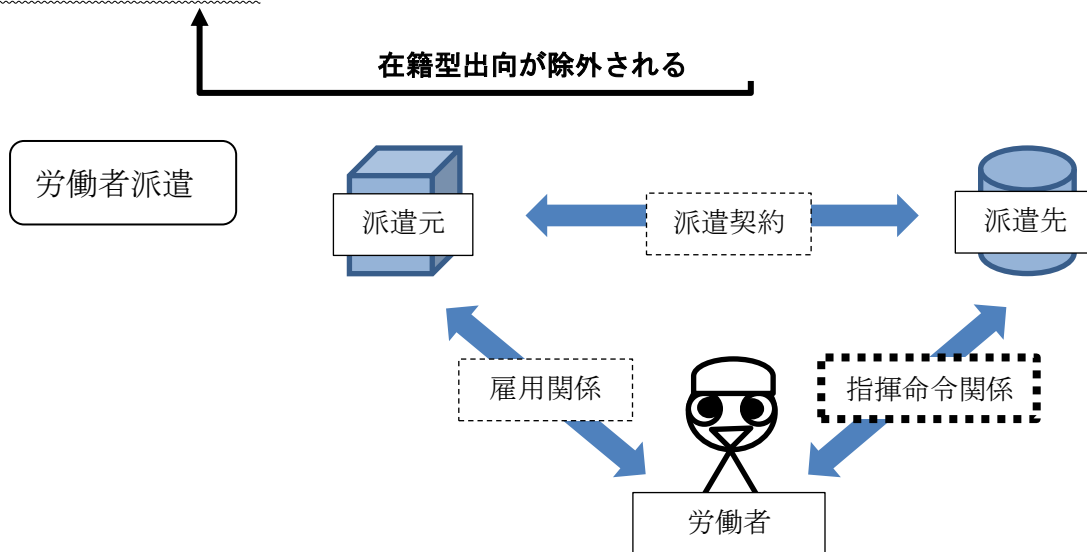 在籍型出向が除外される
労働者派遣
派遣元
派遣契約
派遣先
雇用関係
指揮命令関係
労働者